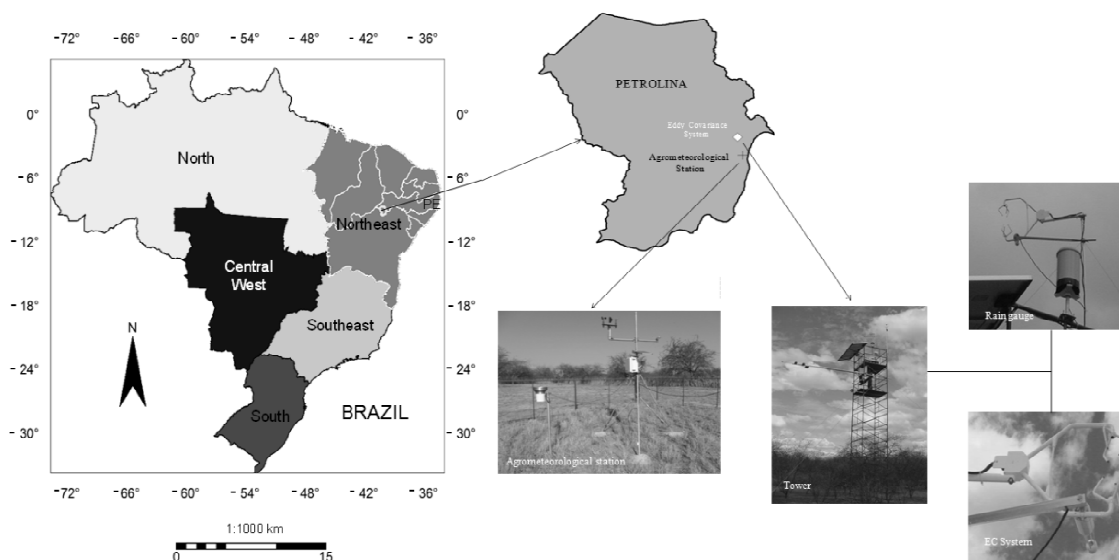 - 72° - 66° - 60° - 54° - 48° - 42° - 36°
0°
- 6°
- 12°
- 18°
- 24°
- 30°
0°
- 6°
- 12°
- 18°
- 24°
- 30°
North
PE
Northeast
Central
West
Southeast
South
BRAZIL
N
- 72° - 66° - 60° - 54° - 48° - 42° - 36°
1:1000 km
0 15
PETROLINA
Eddy Covariance
System
Agrometeorological
Station
Agrometeorological station
Tower
Rain gauge
EC System